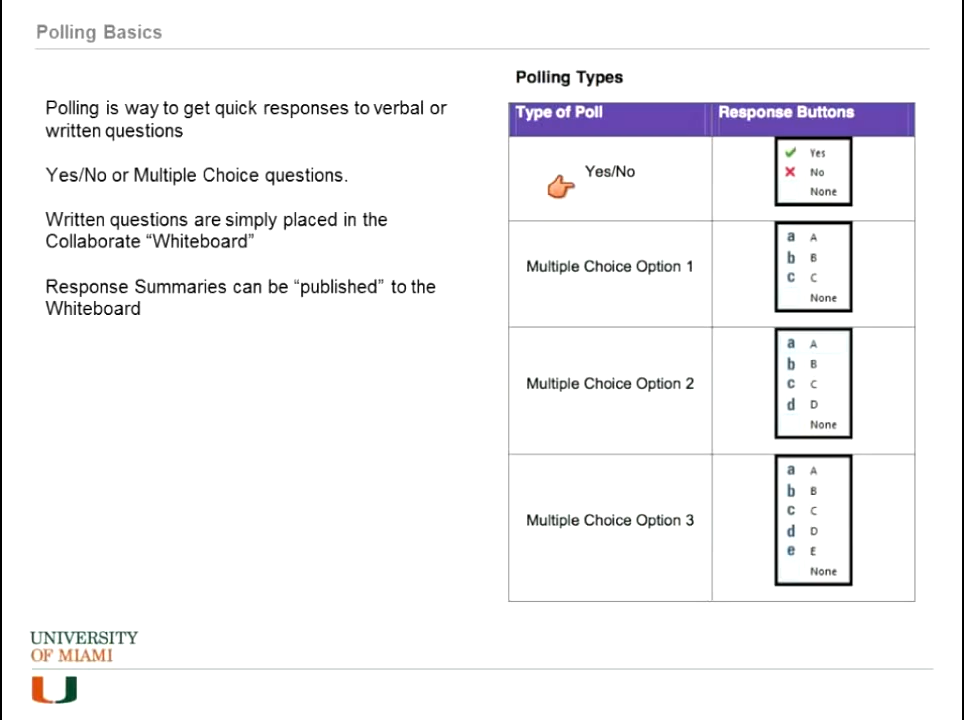 Polling Basics
Polling is way to get quick responses to verbal or
written questions
Yes/No or Multiple Choice questions.
Written questions are simply placed in the
Collaborate “Whiteboard”
Response Summaries can be “published” to the
Whiteboard
Polling Types
Type of Poll Response Buttons
Yes/No
Yes
No
None
Multiple Choice Option 1
a A
b B
c C
None
Multiple Choice Option 2
a A
b B
c C
d D
None
Multiple Choice Option 3
a A
b B
c C
d D
e E
None
UNIVERSITY
OF MIAMI
U